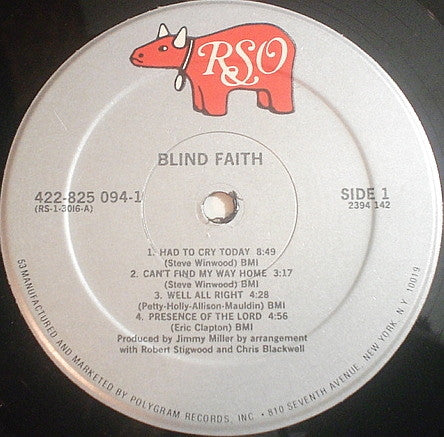 RSO
BLIND FAITH
422-825 094-1
(RS-1-3016-A)
SIDE 1
2394 142
1. HAD TO CRY TODAY 8:49
(Steve Winwood) BMI
2. CAN'T FIND MY WAY HOME 3:17
(Steve Winwood) BMI
3. WELL ALL RIGHT 4:28
(Petty-Holly-Allison-Mauldin) BMI
4. PRESENCE OF THE LORD 4:56
(Eric Clapton) BMI
Produced by Jimmy Miller by arrangement
with Robert Stigwood and Chris Blackwell
53 MANUFACTURED AND MARKETED BY POLYGRAM RECORDS, INC. • 810 SEVENTH AVENUE, NEW YORK, N.Y. 10019